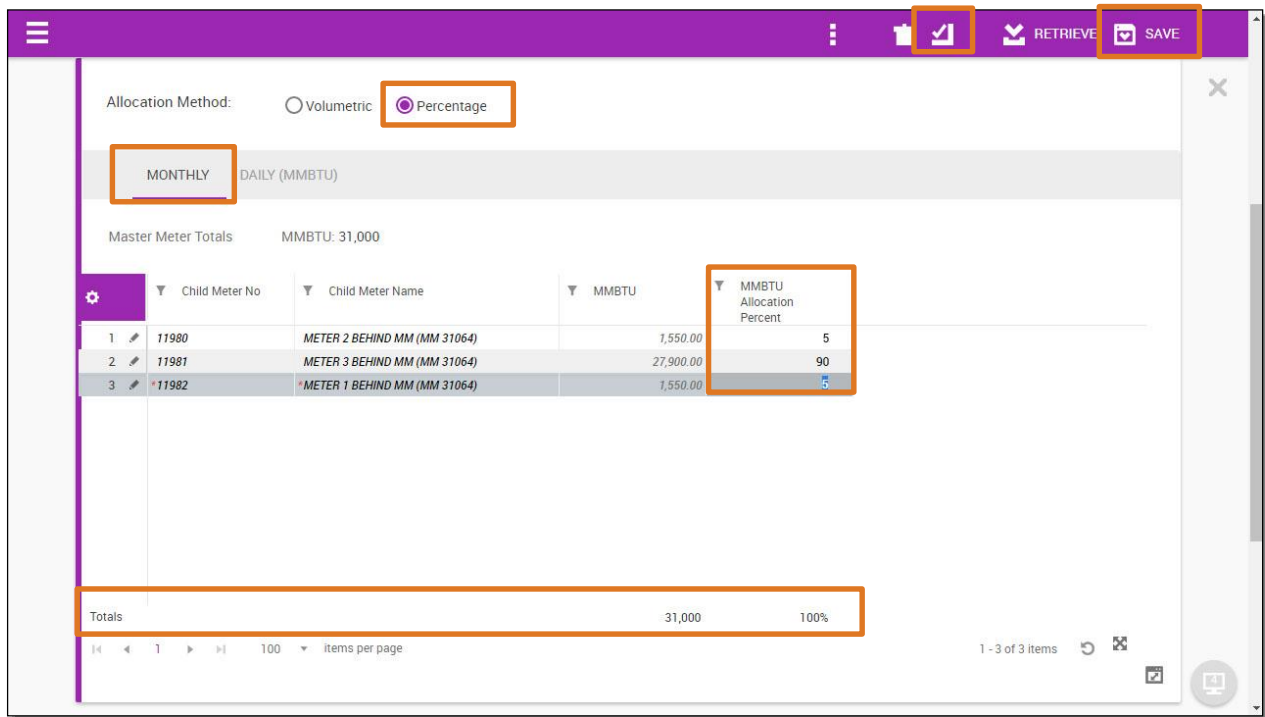 RETRIEVE SAVE
Allocation Method: Volumetric Percentage
MONTHLY DAILY (MMBTU)
Master Meter Totals MMBTU: 31,000
Child Meter No Child Meter Name MMBTU MMBTU
Allocation
Percent
1 11980 METER 2 BEHIND MM (MM 31064) 1,550.00 5
2 11981 METER 3 BEHIND MM (MM 31064) 27,900.00 90
3 *11982 *METER 1 BEHIND MM (MM 31064) 1,550.00 5
Totals 31,000 100%
1 100 items per page 1 - 3 of 3 items
4